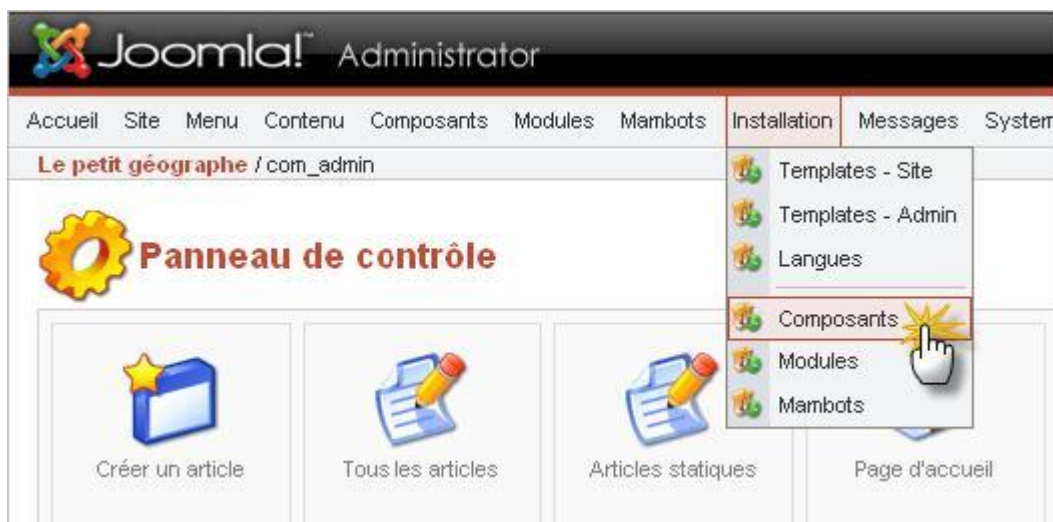 Joomla!™ Administrator
Accueil Site Menu Contenu Composants Modules Mambots Installation Messages
Le petit géographe / com_admin
Templates - Site
Templates - Admin
Langues
Composants
Modules
Mambots
Panneau de contrôle
Créer un article
Tous les articles
Articles statiques
Page d'accueil